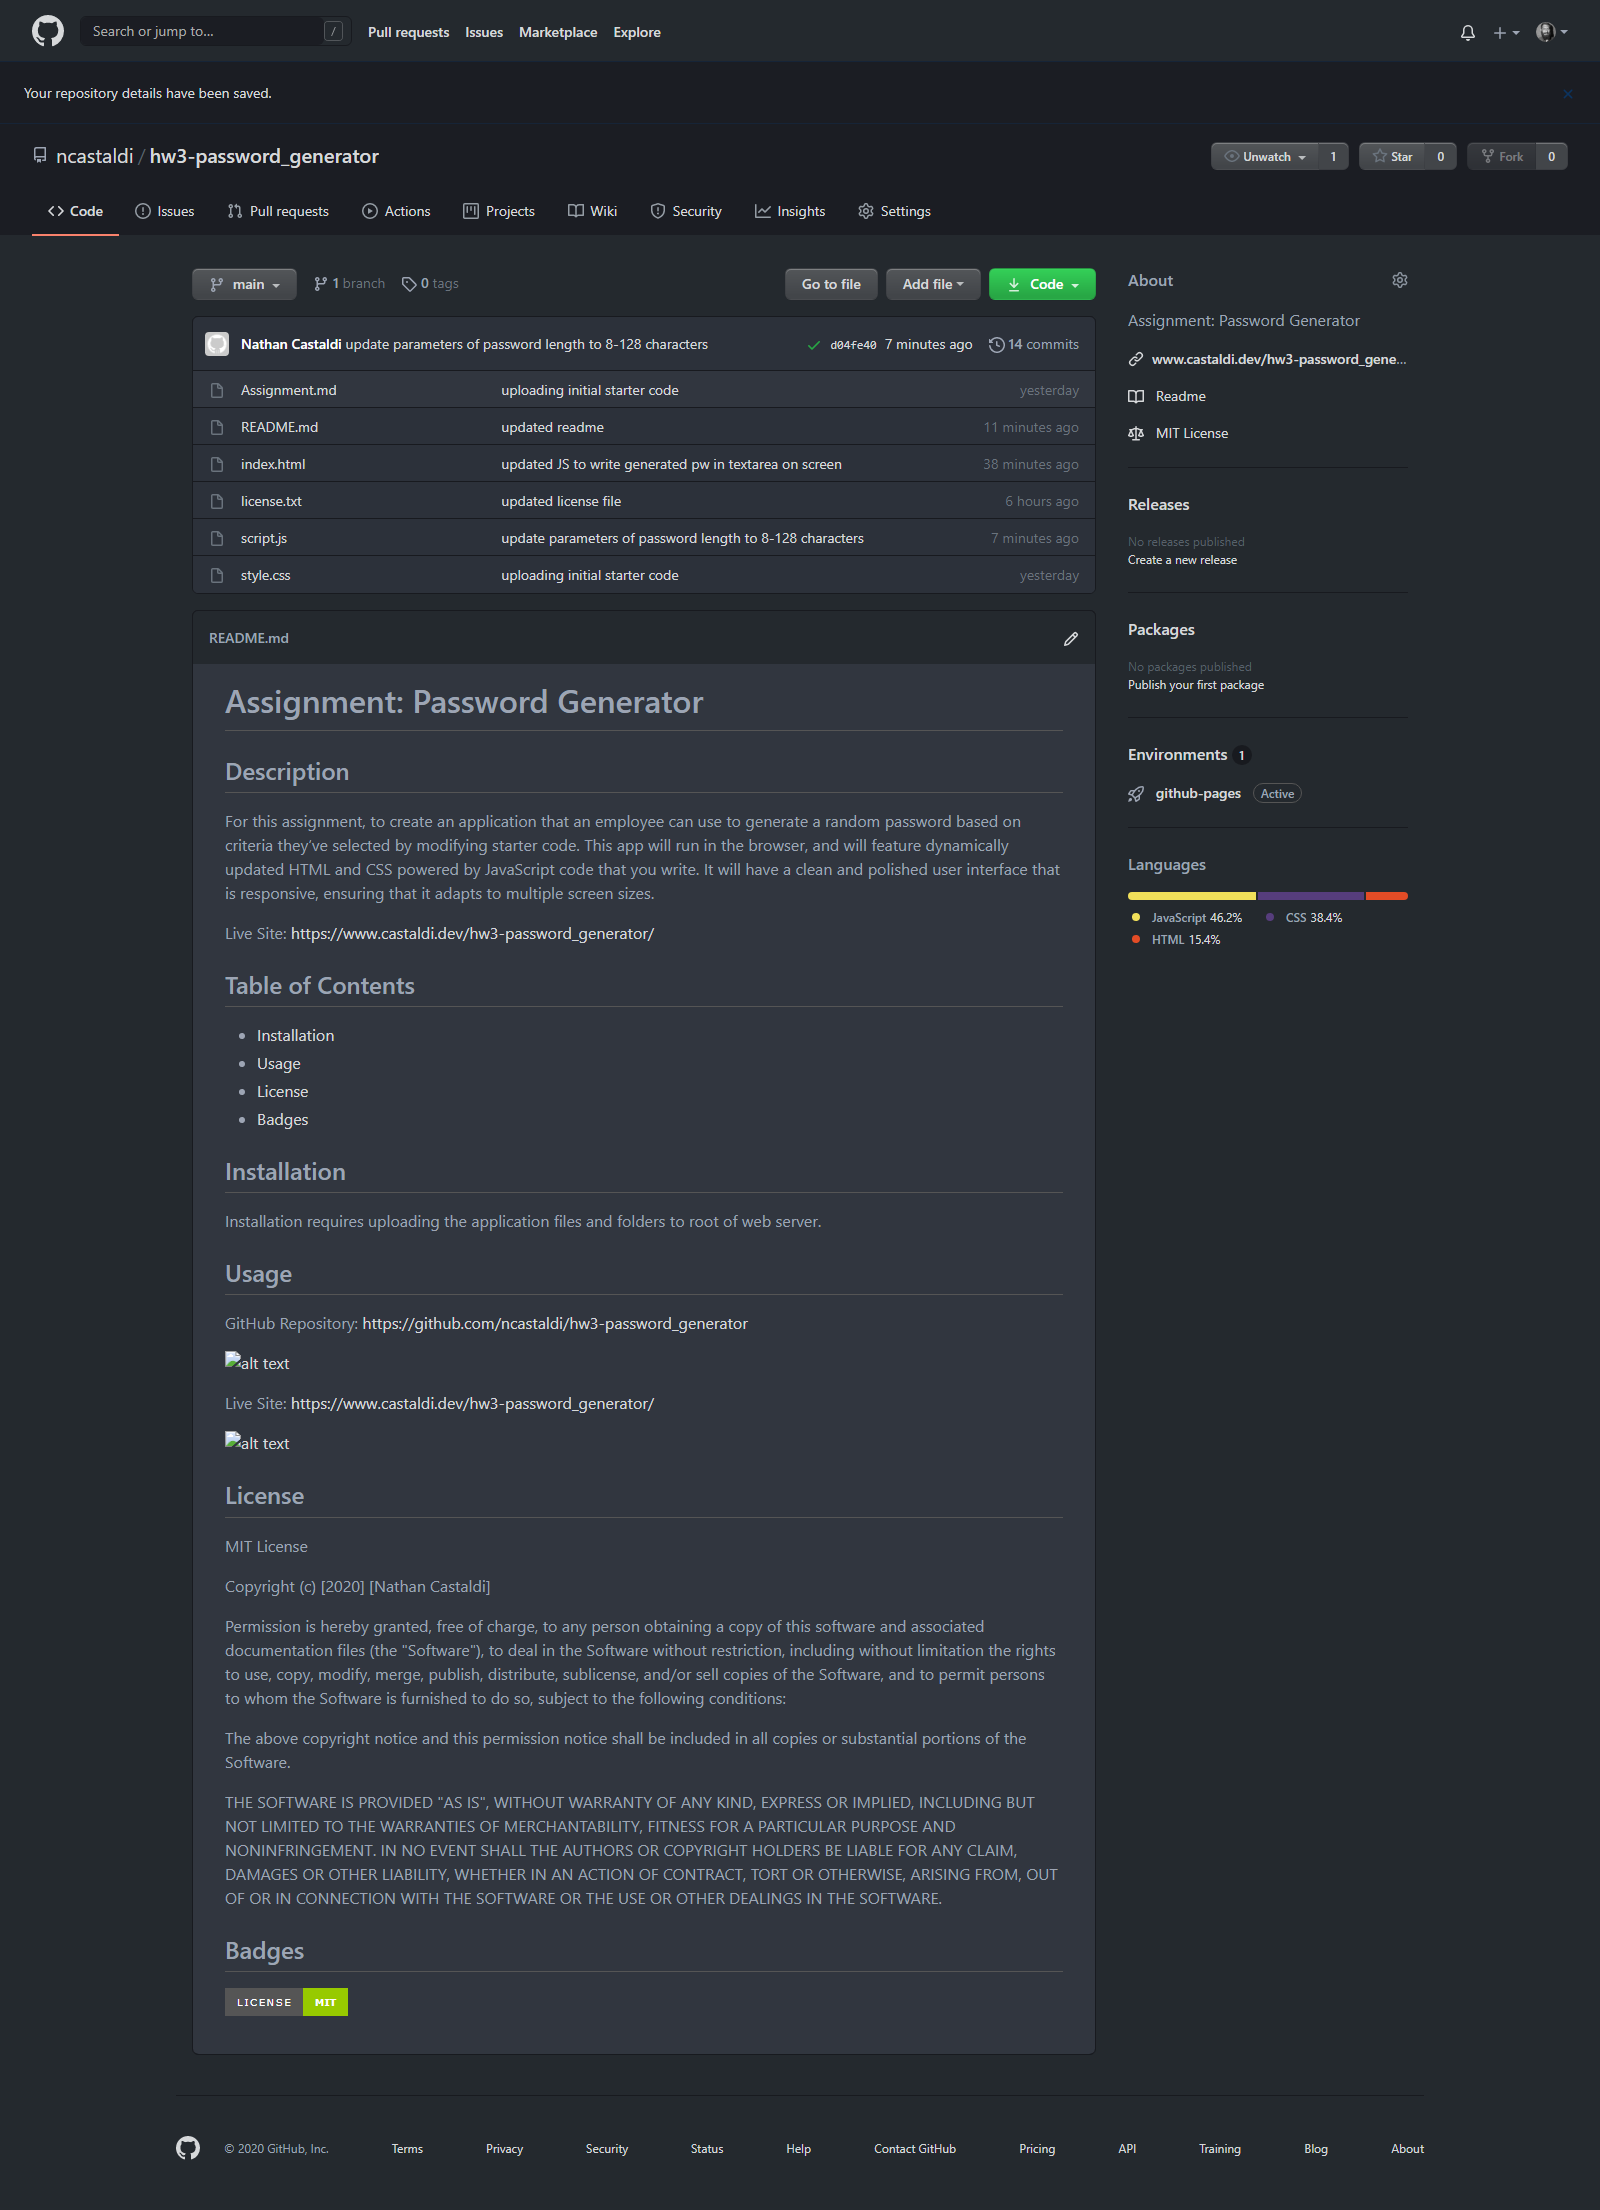 Search or jump to... /
Pull requests Issues Marketplace Explore
Your repository details have been saved.
ncastaldi / hw3-password_generator
Unwatch 1 Star 0 Fork 0
Code Issues Pull requests Actions Projects Wiki Security Insights Settings
main 1 branch 0 tags Go to file Add file Code
Nathan Castaldi update parameters of password length to 8-128 characters d04fe40 7 minutes ago 14 commits
Assignment.md uploading initial starter code yesterday
README.md updated readme 11 minutes ago
index.html updated JS to write generated pw in textarea on screen 38 minutes ago
license.txt updated license file 6 hours ago
script.js update parameters of password length to 8-128 characters 7 minutes ago
style.css uploading initial starter code yesterday
README.md
Assignment: Password Generator
Description
For this assignment, to create an application that an employee can use to generate a random password based on
criteria they've selected by modifying starter code. This app will run in the browser, and will feature dynamically
updated HTML and CSS powered by JavaScript code that you write. It will have a clean and polished user interface that
is responsive, ensuring that it adapts to multiple screen sizes.
Live Site: https://www.castaldi.dev/hw3-password_generator/
Table of Contents
Installation
Usage
License
Badges
Installation
Installation requires uploading the application files and folders to root of web server.
Usage
GitHub Repository: https://github.com/ncastaldi/hw3-password_generator
alt text
Live Site: https://www.castaldi.dev/hw3-password_generator/
alt text
License
MIT License
Copyright (c) [2020] [Nathan Castaldi]
Permission is hereby granted, free of charge, to any person obtaining a copy of this software and associated
documentation files (the "Software"), to deal in the Software without restriction, including without limitation the rights
to use, copy, modify, merge, publish, distribute, sublicense, and/or sell copies of the Software, and to permit persons
to whom the Software is furnished to do so, subject to the following conditions:
The above copyright notice and this permission notice shall be included in all copies or substantial portions of the
Software.
THE SOFTWARE IS PROVIDED "AS IS", WITHOUT WARRANTY OF ANY KIND, EXPRESS OR IMPLIED, INCLUDING BUT
NOT LIMITED TO THE WARRANTIES OF MERCHANTABILITY, FITNESS FOR A PARTICULAR PURPOSE AND
NONINFRINGEMENT. IN NO EVENT SHALL THE AUTHORS OR COPYRIGHT HOLDERS BE LIABLE FOR ANY CLAIM,
DAMAGES OR OTHER LIABILITY, WHETHER IN AN ACTION OF CONTRACT, TORT OR OTHERWISE, ARISING FROM, OUT
OF OR IN CONNECTION WITH THE SOFTWARE OR THE USE OR OTHER DEALINGS IN THE SOFTWARE.
Badges
LICENSE MIT
About
Assignment: Password Generator
www.castaldi.dev/hw3-password_gene...
Readme
MIT License
Releases
No releases published
Create a new release
Packages
No packages published
Publish your first package
Environments 1
github-pages Active
Languages
JavaScript 46.2% CSS 38.4%
HTML 15.4%
© 2020 GitHub, Inc. Terms Privacy Security Status Help Contact GitHub Pricing API Training Blog About